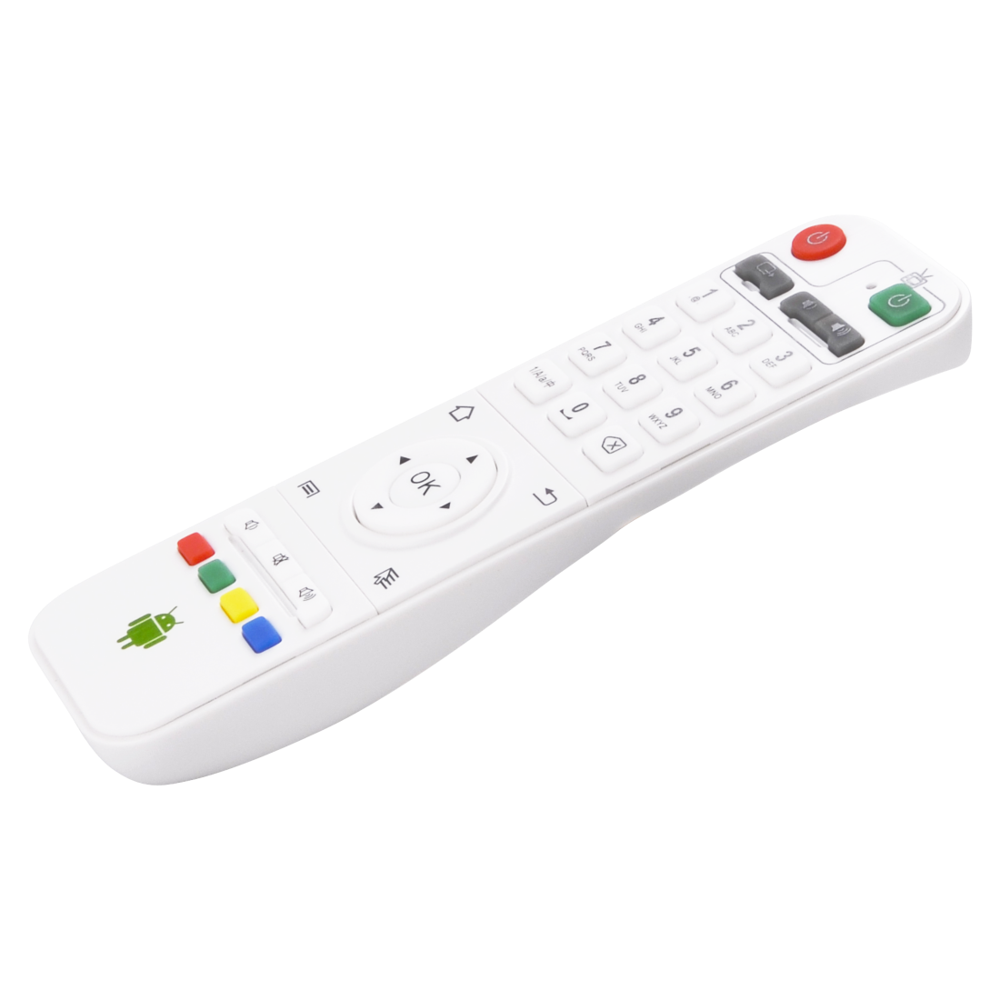 1
2
ABC
3
DEF
4
GHI
5
JKL
6
MNO
7
PQRS
8
TUV
9
WXYZ
1/A/a/中
0
OK